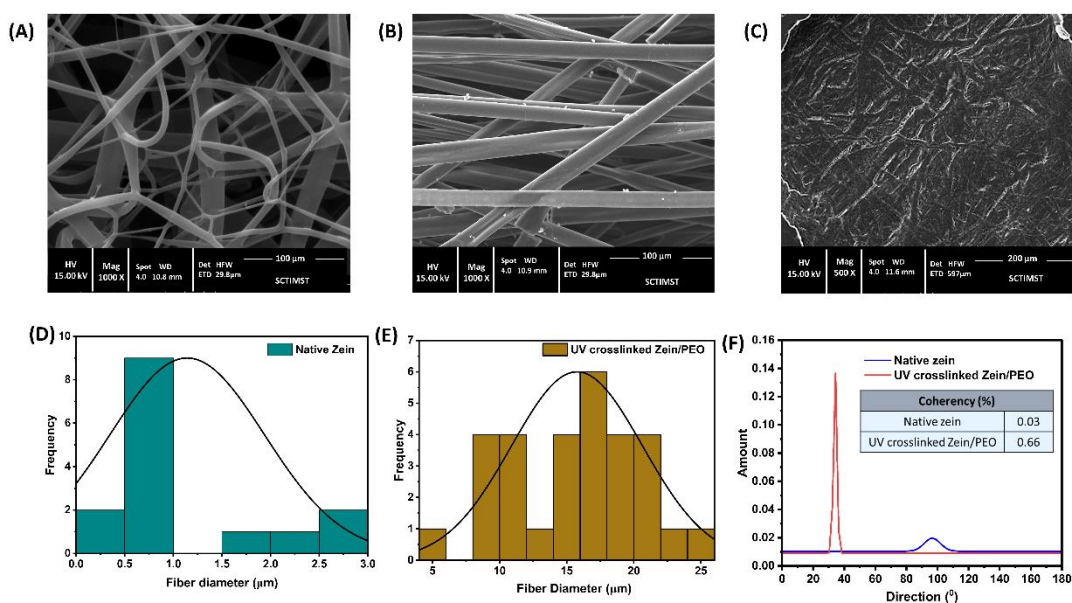 (A)
HV
15.00 kV
Mag
1000 X
Spot WD
4.0 10.8 mm
Det HFW
ETD 29.8µm
100 µm
SCTIMST
(B)
HV
15.00 kV
Mag
1000 X
Spot WD
4.0 10.9 mm
Det HFW
ETD 29.8µm
100 µm
SCTIMST
(C)
HV
15.00 kV
Mag
500 X
Spot WD
4.0 11.6 mm
Det HFW
ETD 597µm
200 µm
SCTIMST
(D)
Native Zein
Frequency
10
8
6
4
2
0
0.0 0.5 1.0 1.5 2.0 2.5 3.0
Fiber diameter (µm)
(E)
UV crosslinked Zein/PEO
Frequency
7
6
5
4
3
2
1
0
5 10 15 20 25
Fiber Diameter (µm)
(F)
Native zein
UV crosslinked Zein/PEO
Coherency (%)
Native zein 0.03
UV crosslinked Zein/PEO 0.66
Amount
0.16
0.14
0.12
0.10
0.08
0.06
0.04
0.02
0.00
0 20 40 60 80 100 120 140 160 180
Direction (⁰)